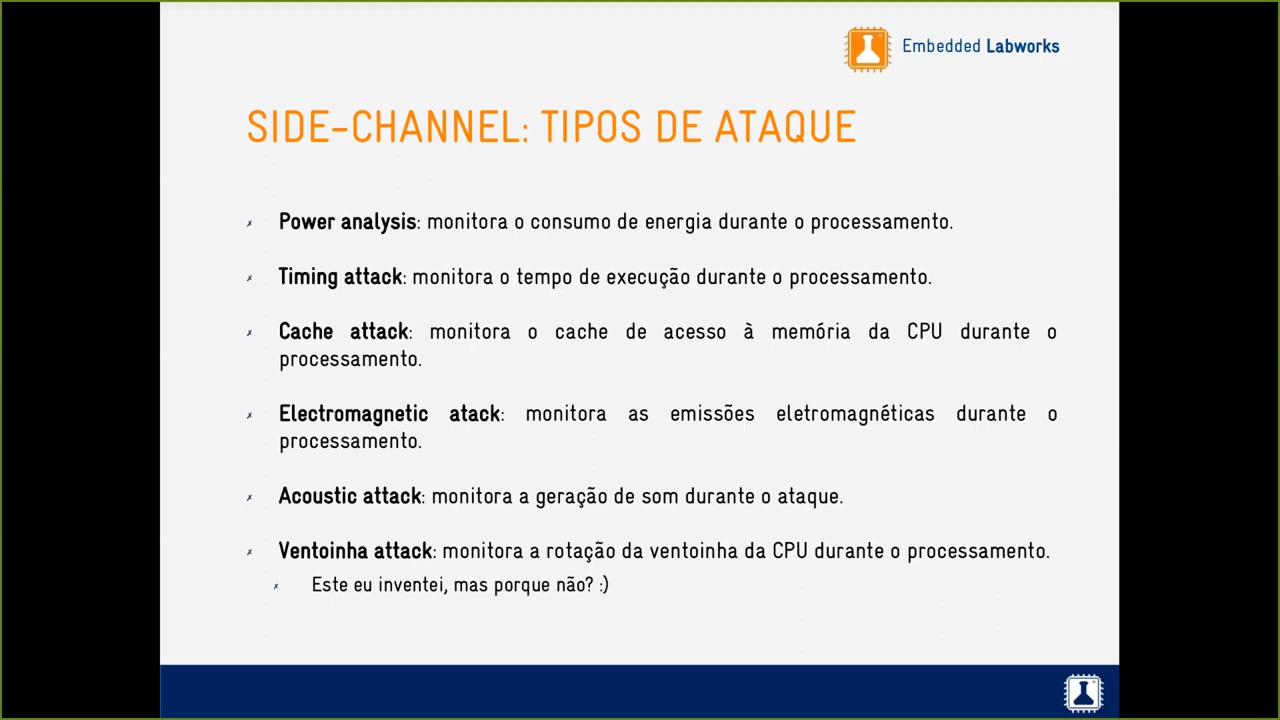 Embedded Labworks
SIDE-CHANNEL: TIPOS DE ATAQUE
✗ Power analysis: monitora o consumo de energia durante o processamento.
✗ Timing attack: monitora o tempo de execução durante o processamento.
✗ Cache attack: monitora o cache de acesso à memória da CPU durante o
processamento.
✗ Electromagnetic atack: monitora as emissões eletromagnéticas durante o
processamento.
✗ Acoustic attack: monitora a geração de som durante o ataque.
✗ Ventoinha attack: monitora a rotação da ventoinha da CPU durante o processamento.
✗ Este eu inventei, mas porque não? :)